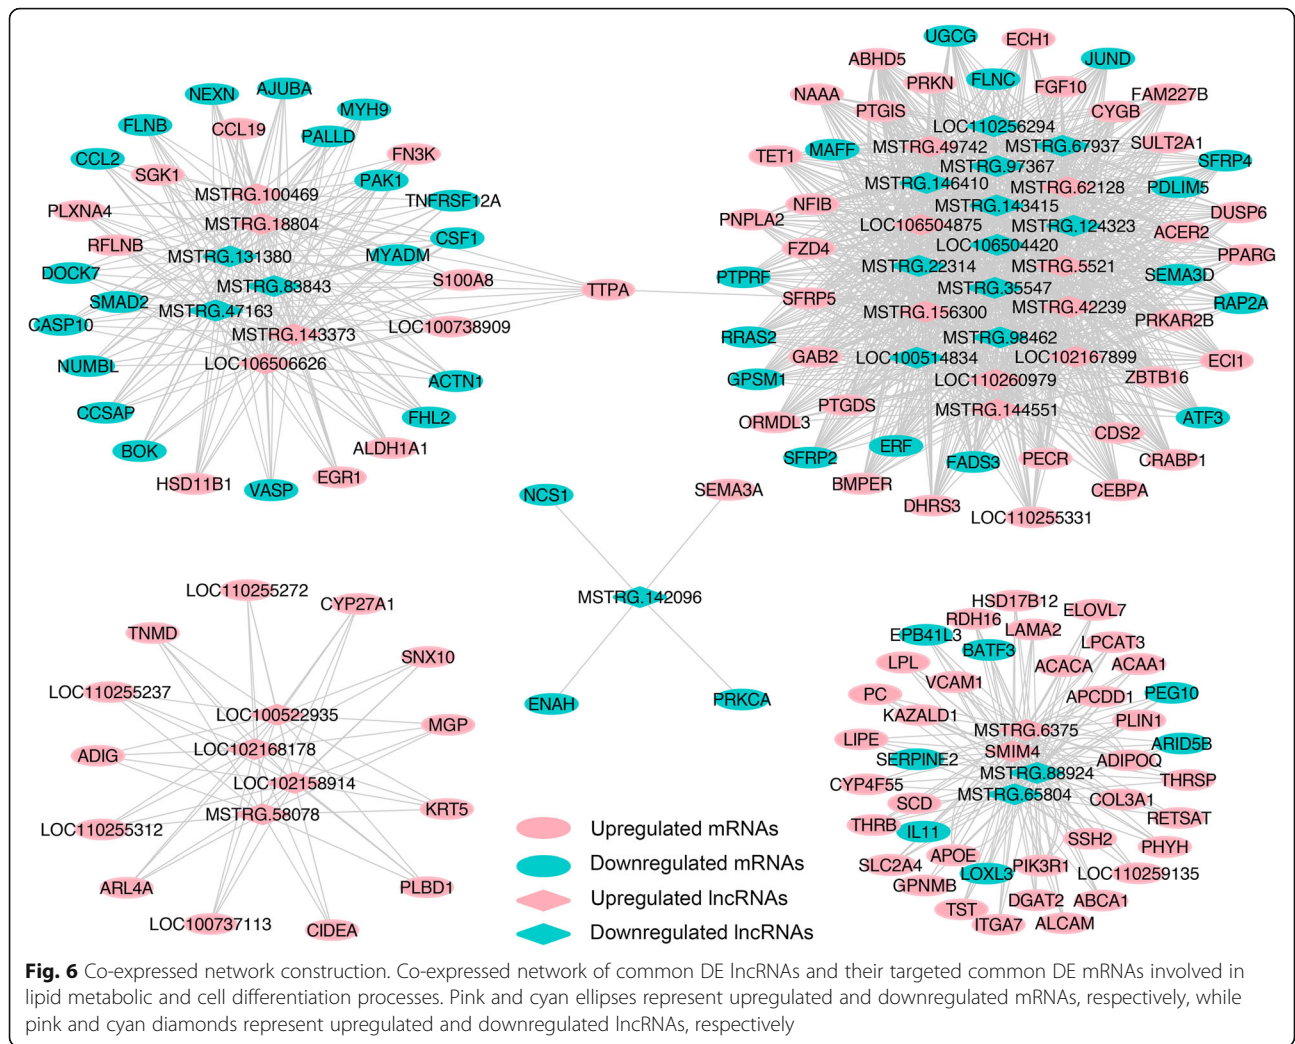 NEXN
AJUBA
MYH9
FLNB
CCL19
PALLD
CCL2
SGK1
FN3K
PAK1
PLXNA4
MSTRG.100469
TNFRSF12A
MSTRG.18804
RFLNB
CSF1
MSTRG.131380
MYADM
DOCK7
MSTRG.83843
S100A8
SMAD2
MSTRG.47163
CASP10
MSTRG.143373
LOC100738909
NUMBL
LOC106506626
ACTN1
CCSAP
FHL2
BOK
ALDH1A1
HSD11B1
VASP
EGR1
TTPA
UGCG
ECH1
ABHD5
JUND
PRKN
FLNC
FGF10
NAAA
FAM227B
PTGIS
CYGB
LOC110256294
MAFF
MSTRG.49742
MSTRG.67937
SULT2A1
TET1
MSTRG.97367
SFRP4
MSTRG.146410
MSTRG.62128
PDLIM5
NFIB
MSTRG.143415
DUSP6
PNPLA2
LOC106504875
MSTRG.124323
ACER2
FZD4
LOC106504420
PPARG
PTPRF
MSTRG.22314
MSTRG.5521
SEMA3D
SFRP5
MSTRG.35547
RAP2A
MSTRG.156300
MSTRG.42239
PRKAR2B
RRAS2
MSTRG.98462
GAB2
LOC100514834
LOC102167899
ECI1
GPSM1
LOC110260979
ZBTB16
PTGDS
MSTRG.144551
ATF3
ORMDL3
CDS2
SFRP2
ERF
FADS3
PECR
CRABP1
BMPER
CEBPA
DHRS3
LOC110255331
NCS1
SEMA3A
MSTRG.142096
ENAH
PRKCA
LOC110255272
CYP27A1
TNMD
SNX10
LOC110255237
LOC100522935
MGP
ADIG
LOC102168178
LOC102158914
LOC110255312
MSTRG.58078
KRT5
ARL4A
PLBD1
LOC100737113
CIDEA
HSD17B12
ELOVL7
RDH16
LAMA2
EPB41L3
BATF3
LPCAT3
LPL
ACACA
ACAA1
VCAM1
PC
APCDD1
PEG10
KAZALD1
MSTRG.6375
PLIN1
LIPE
SMIM4
ARID5B
SERPINE2
MSTRG.88924
ADIPOQ
CYP4F55
MSTRG.65804
THRSP
SCD
COL3A1
RETSAT
THRB
IL11
SSH2
PHYH
SLC2A4
APOE
LOXL3
PIK3R1
LOC110259135
GPNMB
DGAT2
ABCA1
TST
ITGA7
ALCAM
Upregulated mRNAs
Downregulated mRNAs
Upregulated lncRNAs
Downregulated lncRNAs
Fig. 6 Co-expressed network construction. Co-expressed network of common DE lncRNAs and their targeted common DE mRNAs involved in
lipid metabolic and cell differentiation processes. Pink and cyan ellipses represent upregulated and downregulated mRNAs, respectively, while
pink and cyan diamonds represent upregulated and downregulated lncRNAs, respectively